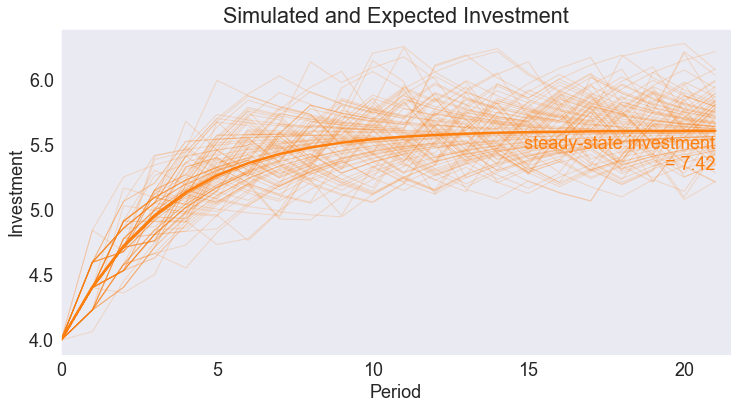 Simulated and Expected Investment
6.0
5.5
5.0
4.5
4.0
Investment
steady-state investment
= 7.42
0 5 10 15 20
Period